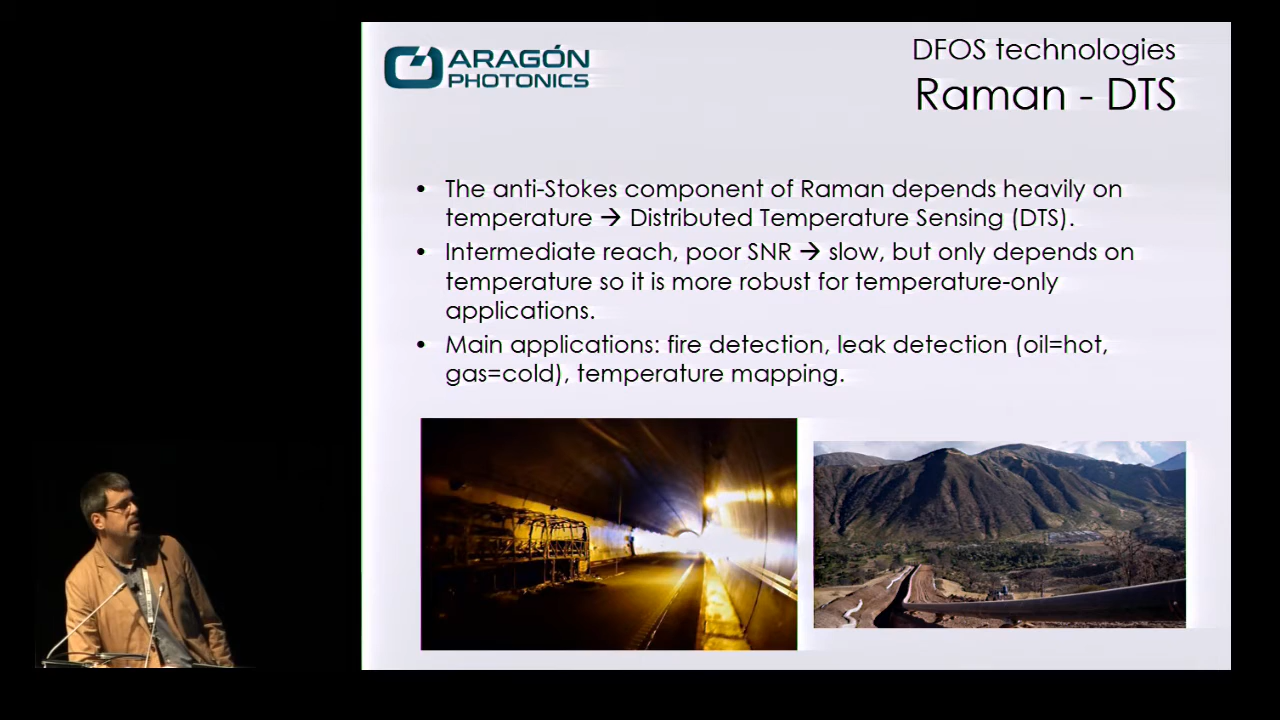 ARAGÓN
PHOTONICS
DFOS technologies
Raman - DTS
• The anti-Stokes component of Raman depends heavily on
temperature → Distributed Temperature Sensing (DTS).
• Intermediate reach, poor SNR → slow, but only depends on
temperature so it is more robust for temperature-only
applications.
• Main applications: fire detection, leak detection (oil=hot,
gas=cold), temperature mapping.